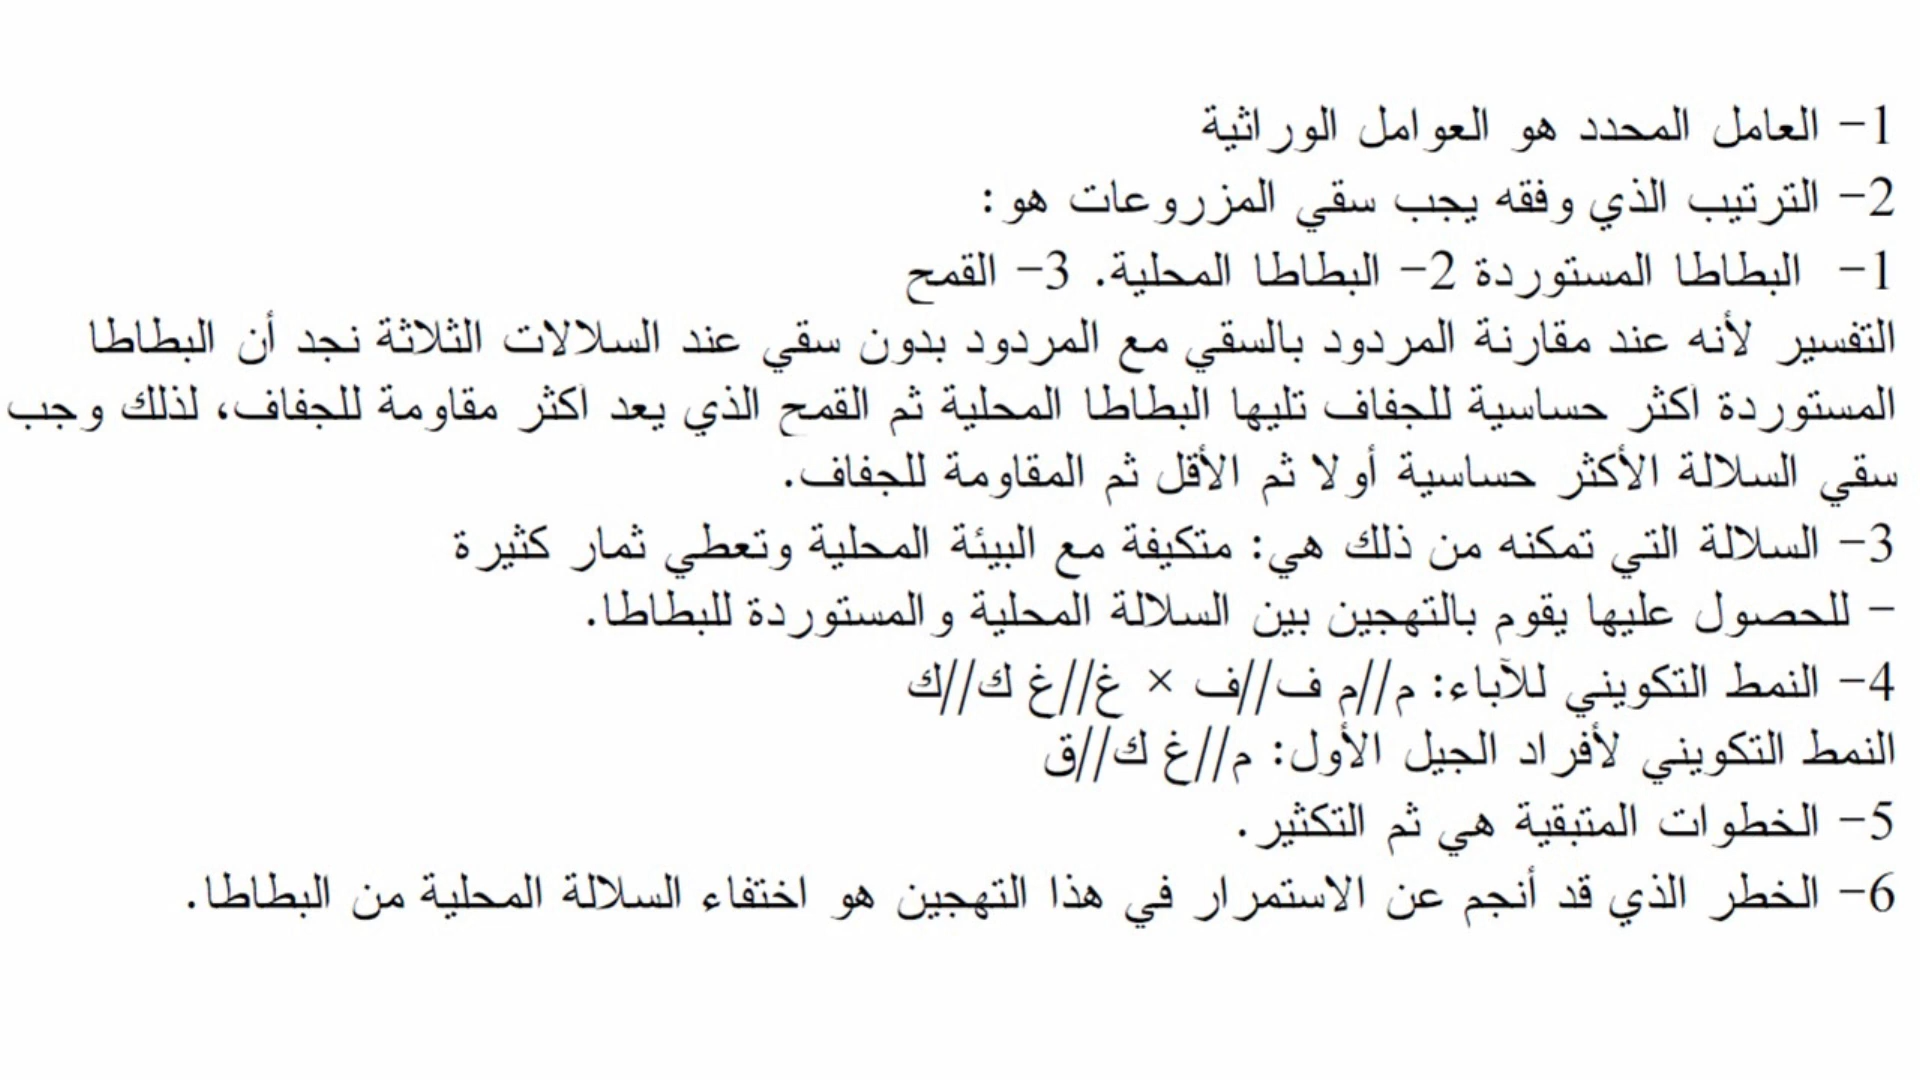 1- العامل المحدد هو العوامل الوراثية
2- الترتيب الذي وفقه يجب سقي المزروعات هو:
1- البطاطا المستوردة 2- البطاطا المحلية. 3- القمح
التفسير لأنه عند مقارنة المردود بالسقي مع المردود بدون سقي عند السلالات الثلاثة نجد أن البطاطا
المستوردة اكثر حساسية للجفاف تليها البطاطا المحلية ثم القمح الذي يعد اكثر مقاومة للجفاف، لذلك وجب
سقي السلالة الأكثر حساسية أولا ثم الأقل ثم المقاومة للجفاف.
3- السلالة التي تمكنه من ذلك هي: متكيفة مع البيئة المحلية وتعطي ثمار كثيرة
- للحصول عليها يقوم بالتهجين بين السلالة المحلية والمستوردة للبطاطا.
4- النمط التكويني للآباء: م//م ف//ف × غ//غ ك//ك
النمط التكويني لأفراد الجيل الأول: م//غ ك//ق
5- الخطوات المتبقية هي ثم التكثير.
6- الخطر الذي قد أنجم عن الاستمرار في هذا التهجين هو اختفاء السلالة المحلية من البطاطا.